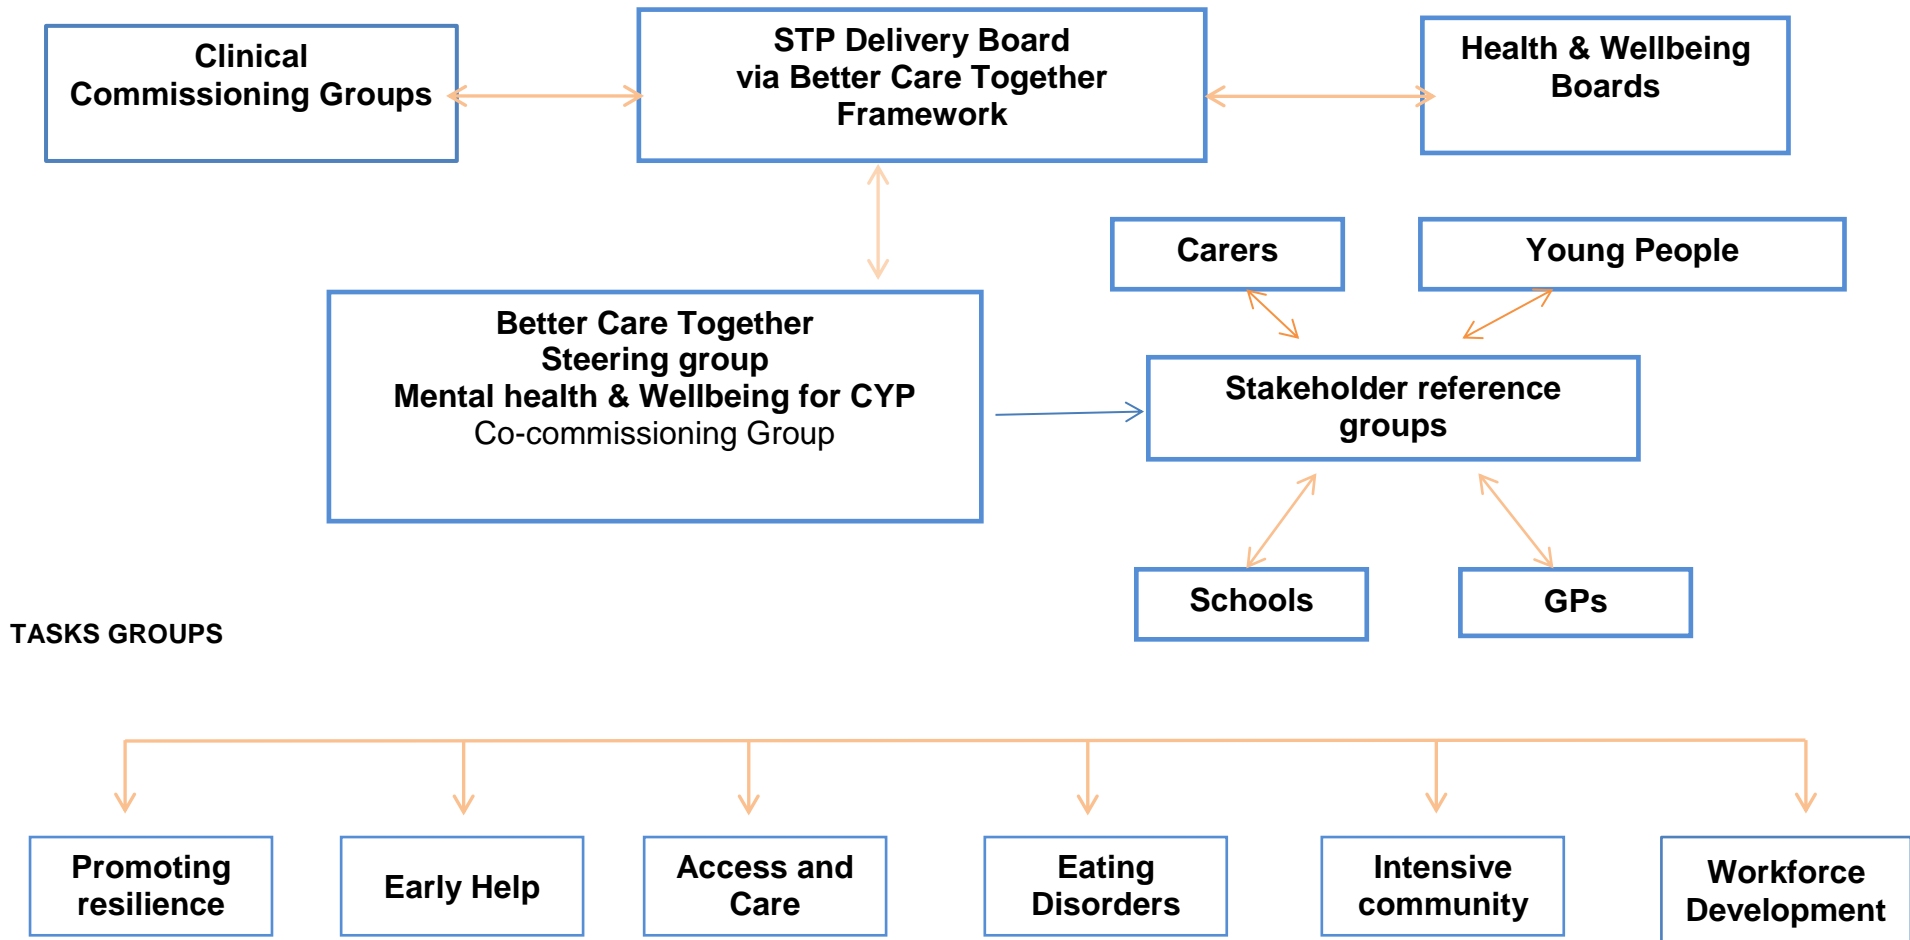 Clinical
Commissioning Groups
STP Delivery Board
via Better Care Together
Framework
Health & Wellbeing
Boards
Carers
Young People
Better Care Together
Steering group
Mental health & Wellbeing for CYP
Co-commissioning Group
Stakeholder reference
groups
Schools
GPs
TASKS GROUPS
Promoting
resilience
Early Help
Access and
Care
Eating
Disorders
Intensive
community
Workforce
Development